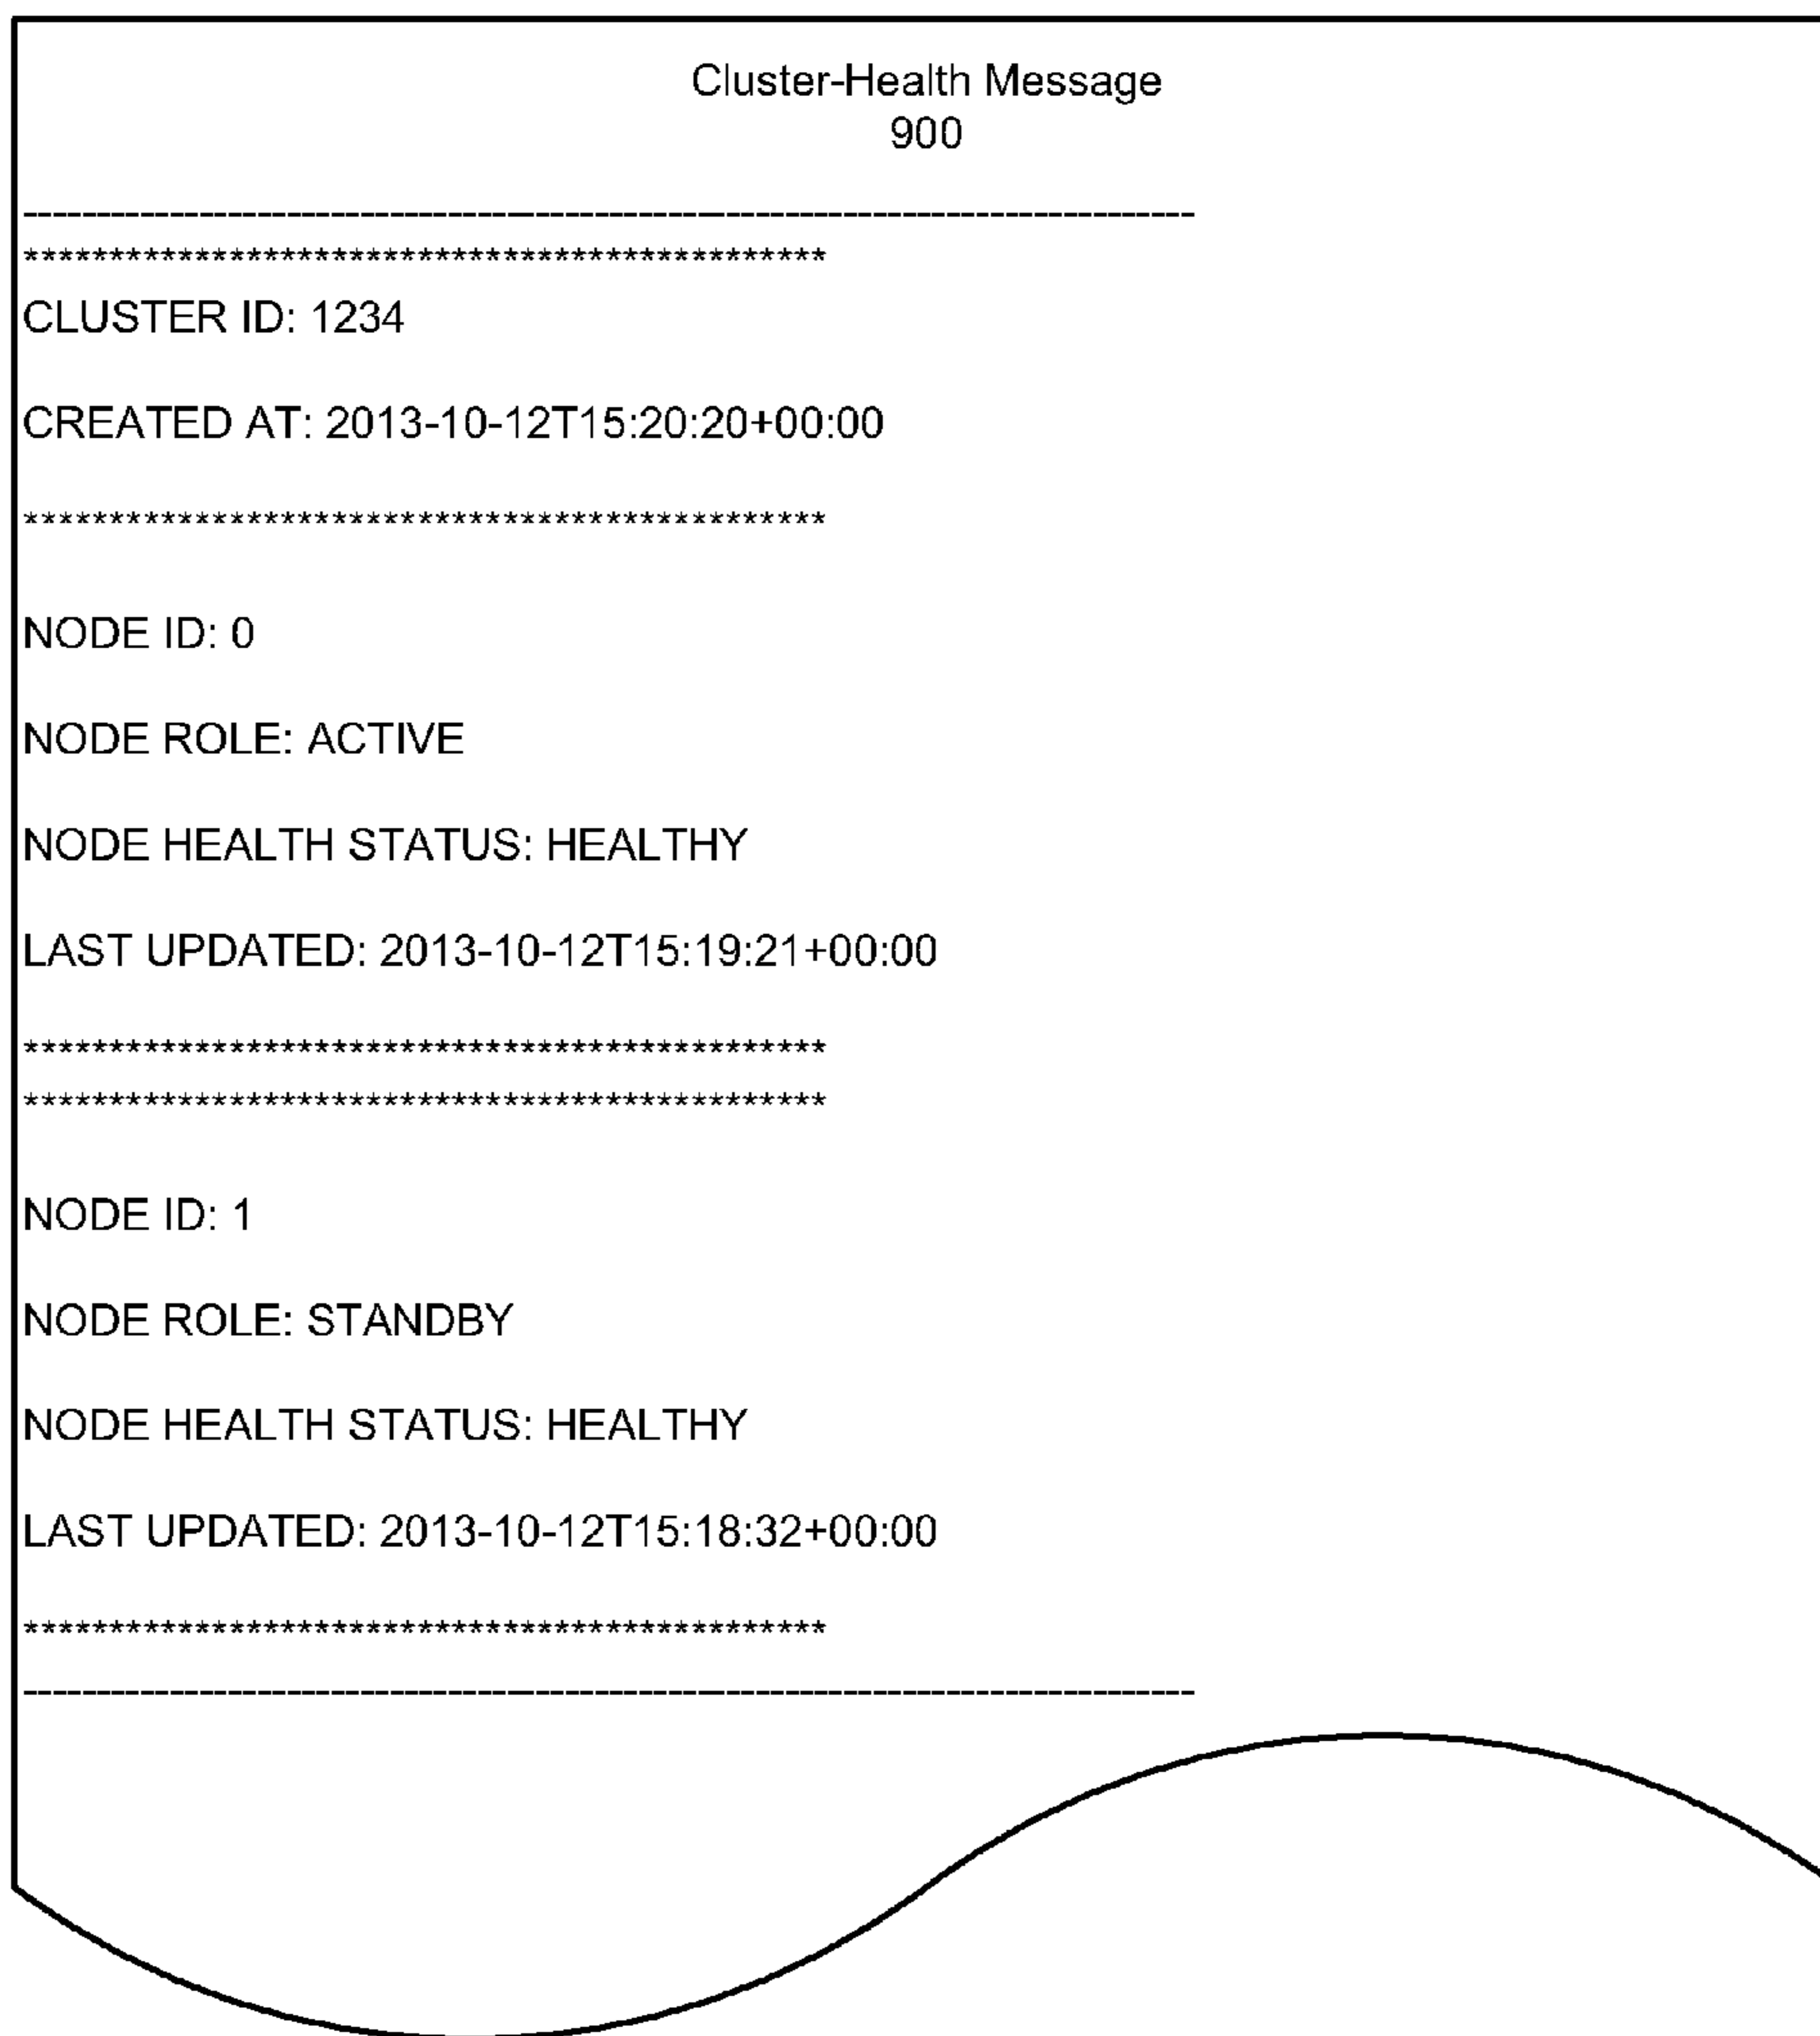 Cluster-Health Message
900
--------------------------------------------------------------------------------
***********************************************
CLUSTER ID: 1234
CREATED AT: 2013-10-12T15:20:20+00:00
***********************************************
NODE ID: 0
NODE ROLE: ACTIVE
NODE HEALTH STATUS: HEALTHY
LAST UPDATED: 2013-10-12T15:19:21+00:00
***********************************************
***********************************************
NODE ID: 1
NODE ROLE: STANDBY
NODE HEALTH STATUS: HEALTHY
LAST UPDATED: 2013-10-12T15:18:32+00:00
***********************************************
--------------------------------------------------------------------------------